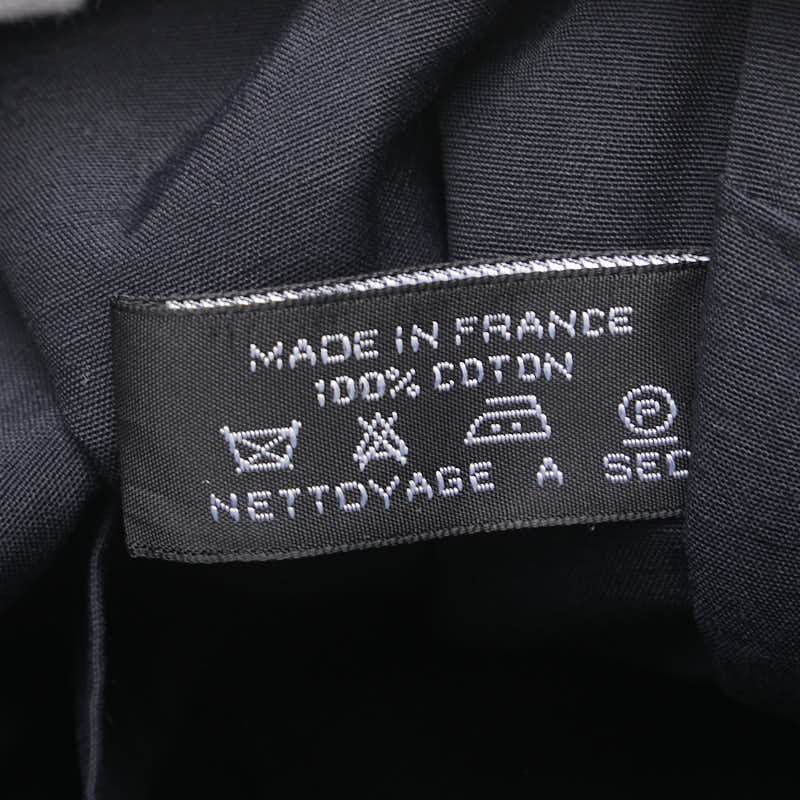 MADE IN FRANCE
100% COTON
P
NETTOYAGE A SEC